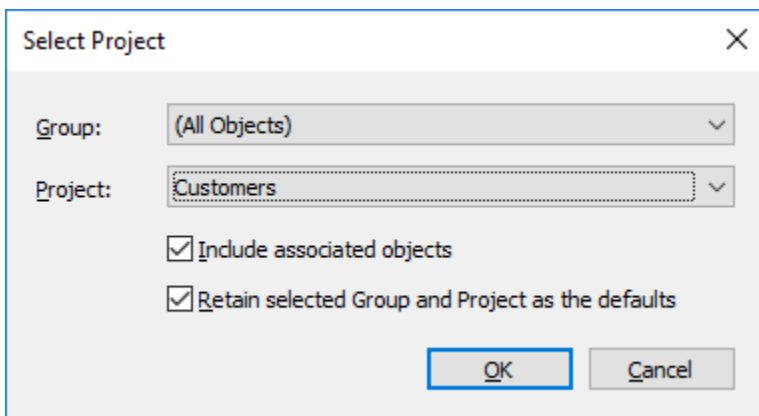 Select Project
Group: (All Objects)
Project: Customers
Include associated objects
Retain selected Group and Project as the defaults
OK Cancel